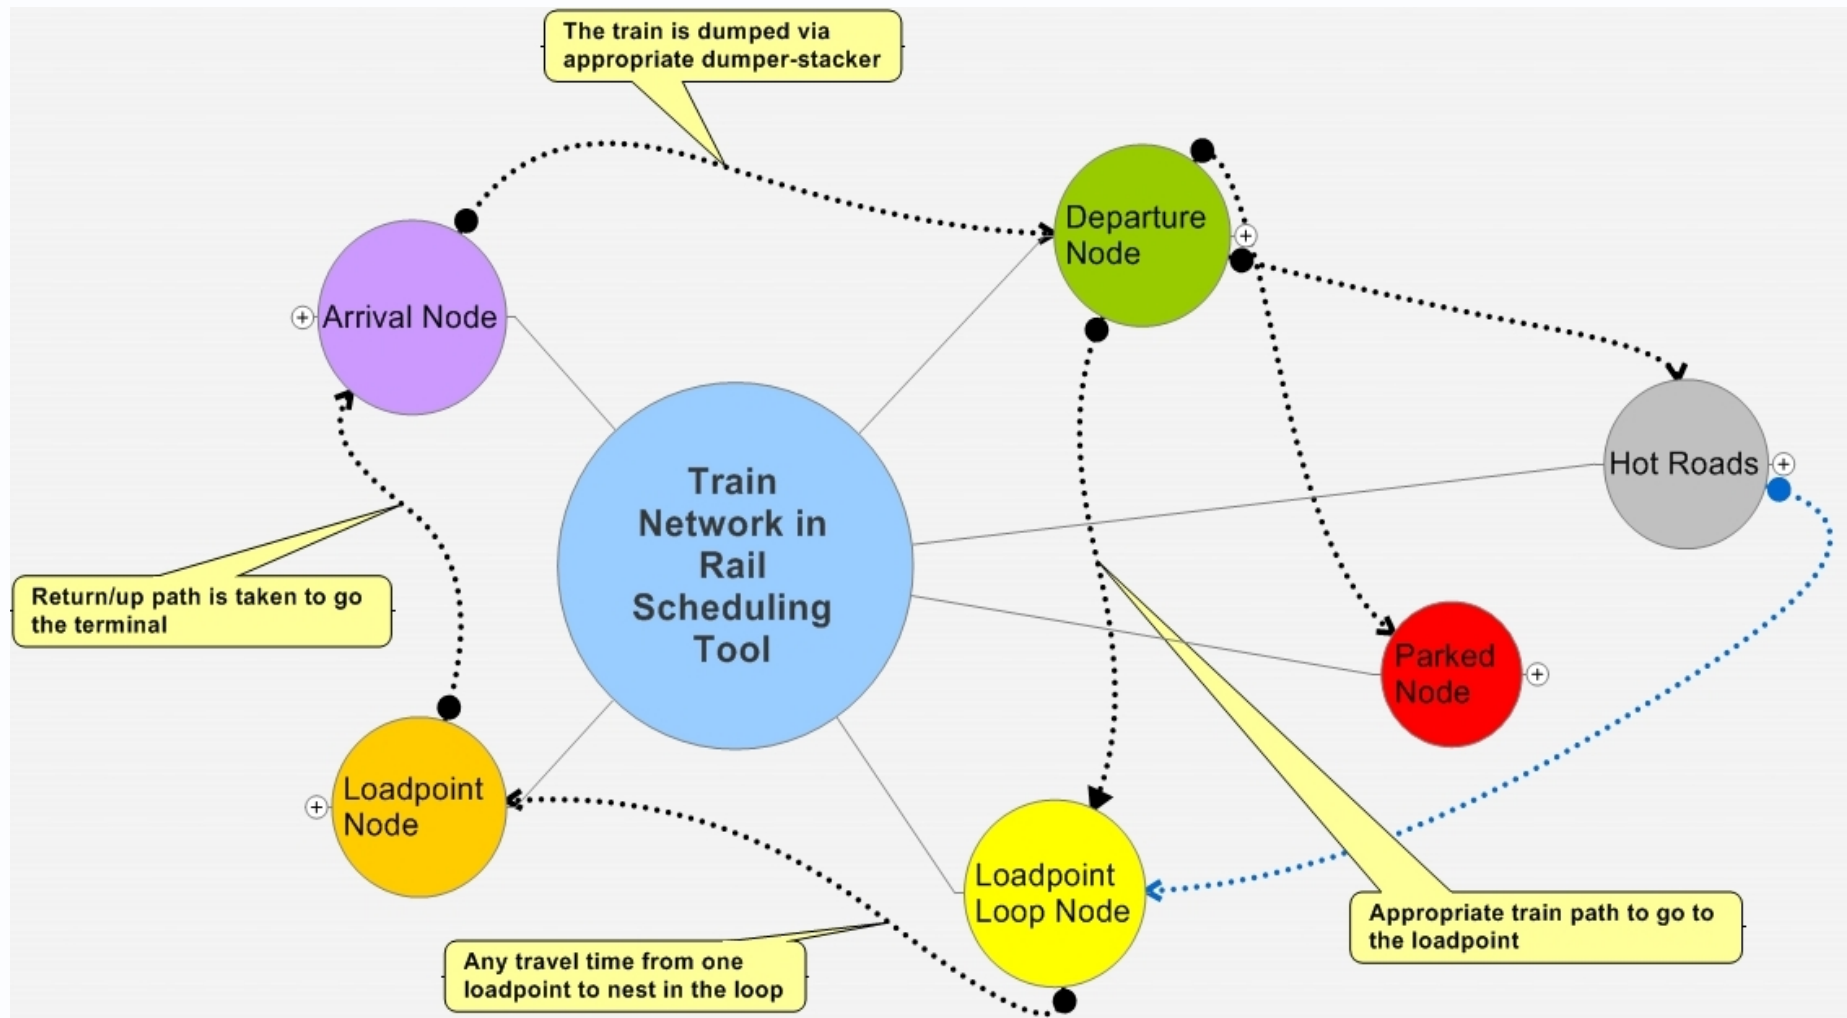 The train is dumped via
appropriate dumper-stacker
Departure
Node
Arrival Node
Hot Roads
Train
Network in
Rail
Scheduling
Tool
Return/up path is taken to go
the terminal
Parked
Node
Loadpoint
Node
Loadpoint
Loop Node
Appropriate train path to go to
the loadpoint
Any travel time from one
loadpoint to nest in the loop